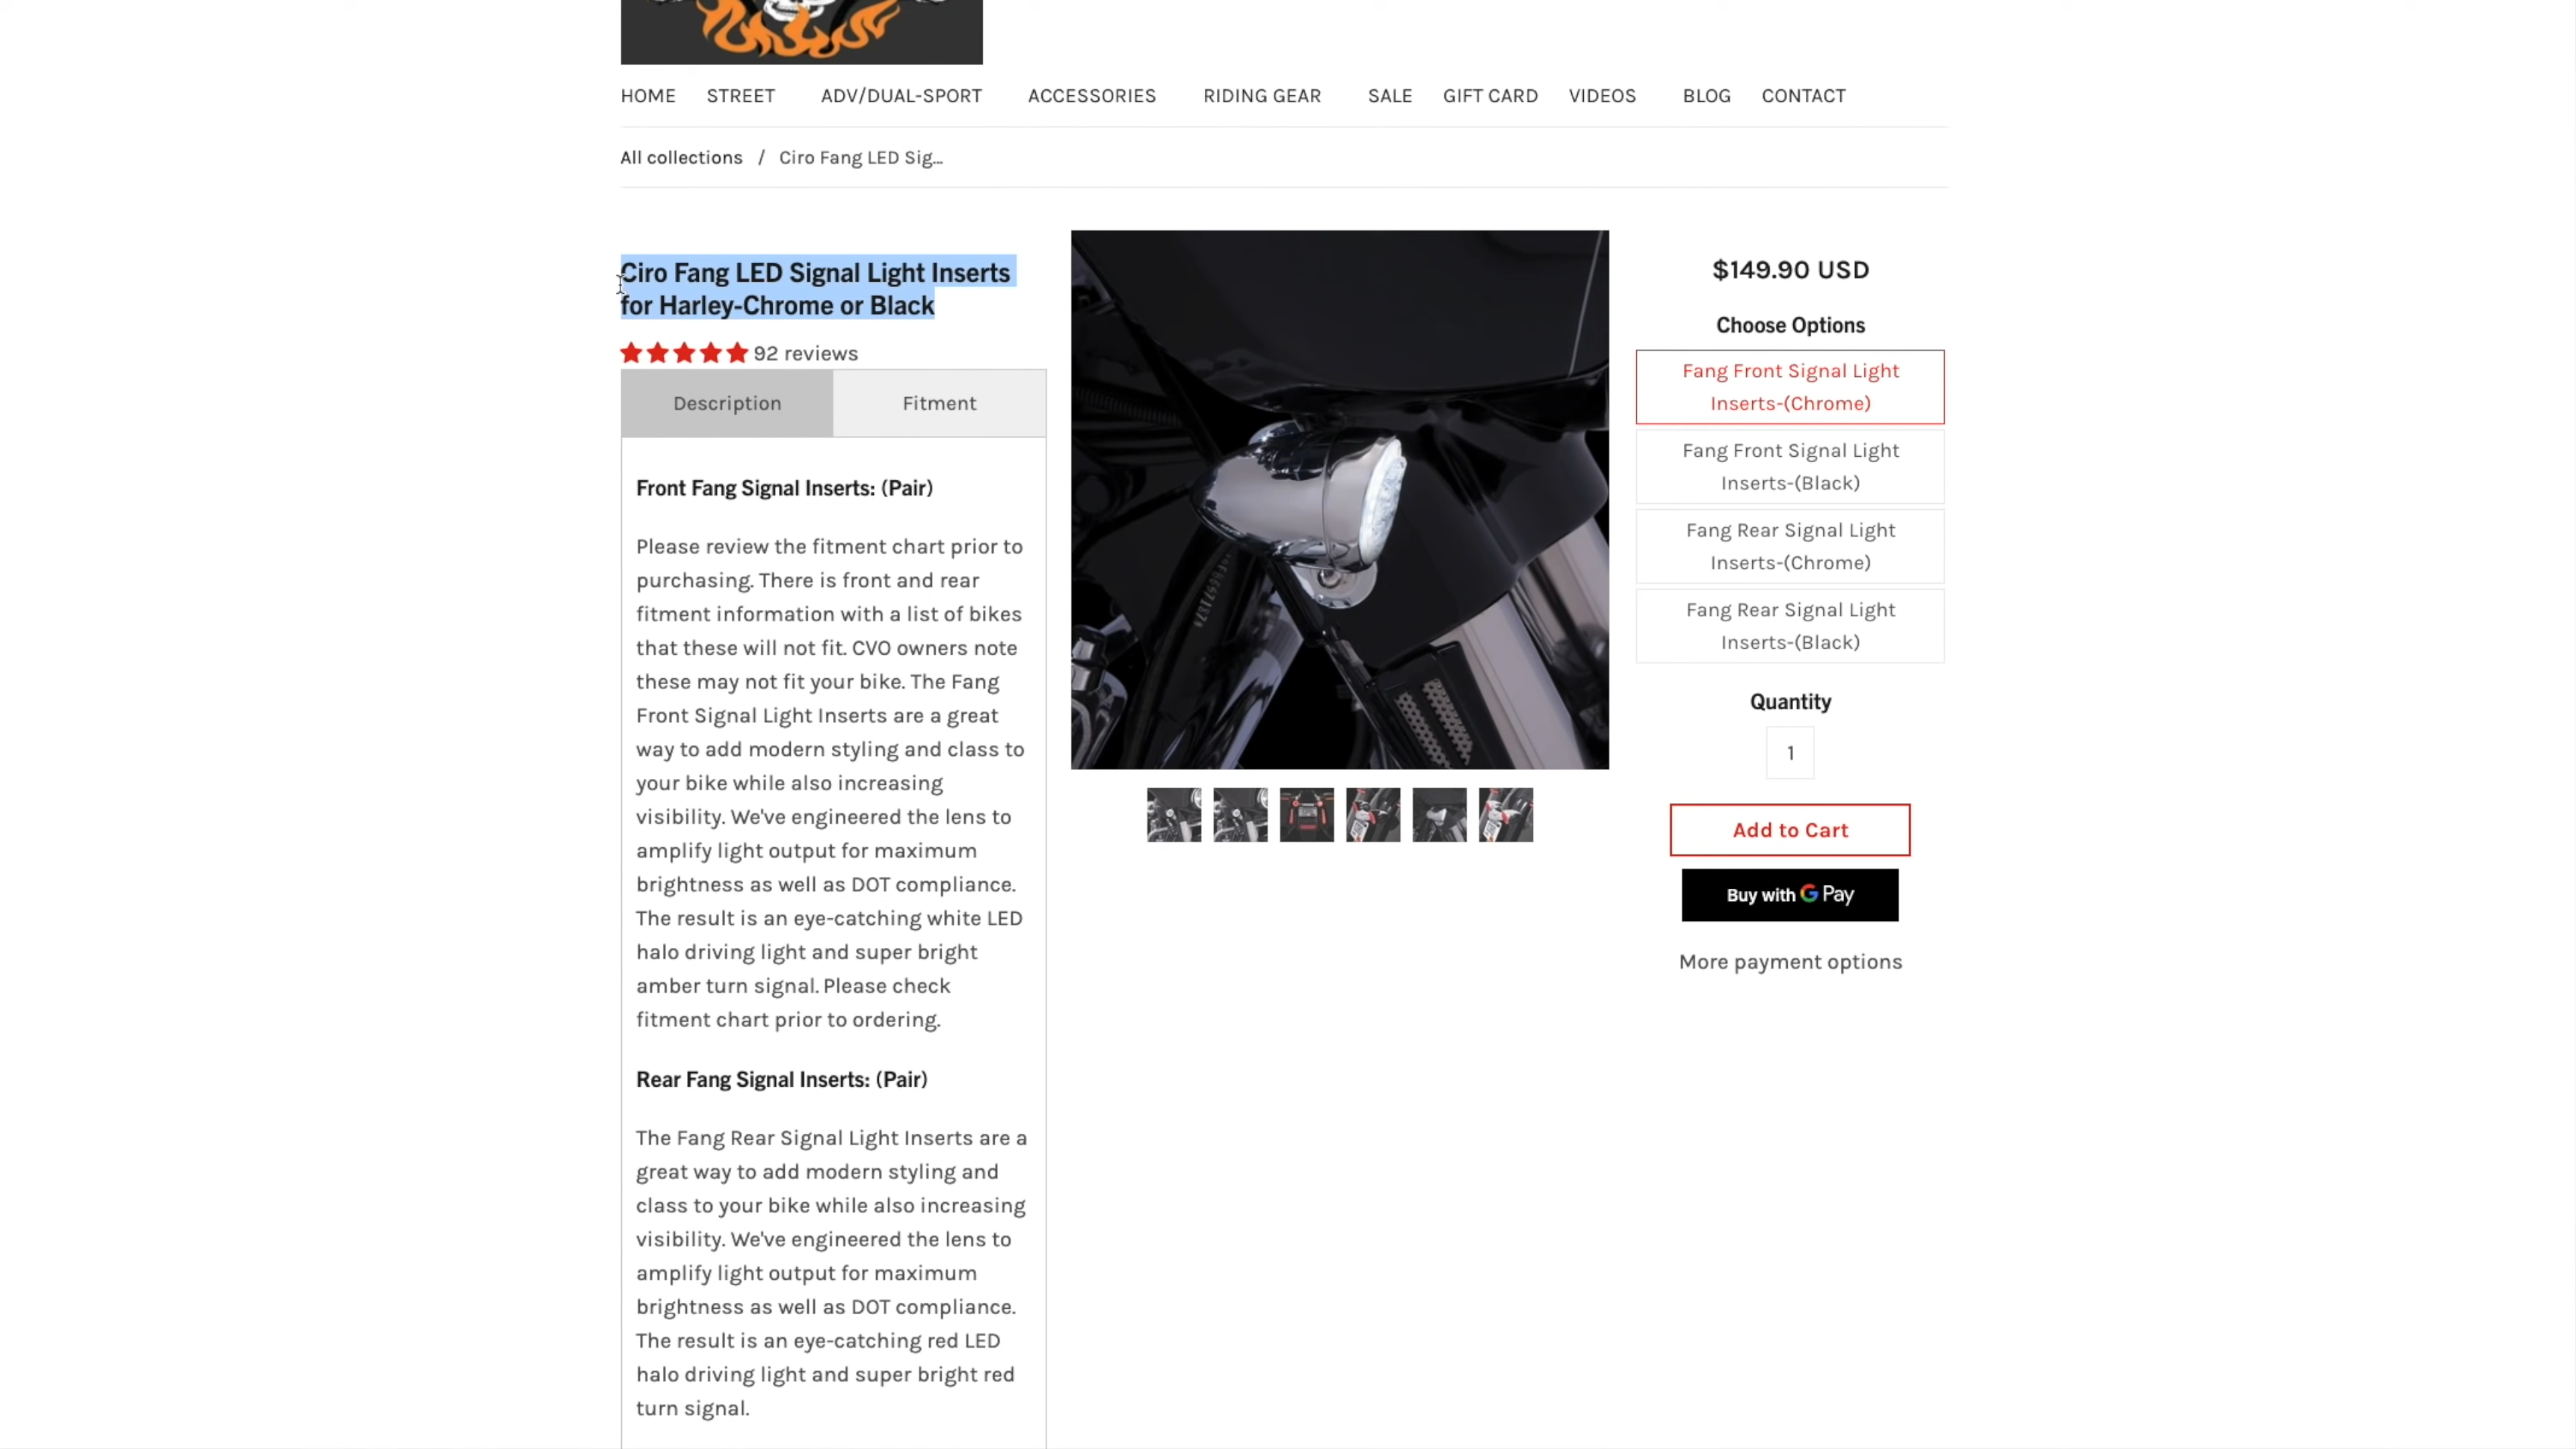 HOME STREET ADV/DUAL-SPORT ACCESSORIES RIDING GEAR SALE GIFT CARD VIDEOS BLOG CONTACT
All collections / Ciro Fang LED Sig...
Ciro Fang LED Signal Light Inserts
for Harley-Chrome or Black
92 reviews
Description Fitment
Front Fang Signal Inserts: (Pair)
Please review the fitment chart prior to
purchasing. There is front and rear
fitment information with a list of bikes
that these will not fit. CVO owners note
these may not fit your bike. The Fang
Front Signal Light Inserts are a great
way to add modern styling and class to
your bike while also increasing
visibility. We've engineered the lens to
amplify light output for maximum
brightness as well as DOT compliance.
The result is an eye-catching white LED
halo driving light and super bright
amber turn signal. Please check
fitment chart prior to ordering.
Rear Fang Signal Inserts: (Pair)
The Fang Rear Signal Light Inserts are a
great way to add modern styling and
class to your bike while also increasing
visibility. We've engineered the lens to
amplify light output for maximum
brightness as well as DOT compliance.
The result is an eye-catching red LED
halo driving light and super bright red
turn signal.
$149.90 USD
Choose Options
Fang Front Signal Light
Inserts-(Chrome)
Fang Front Signal Light
Inserts-(Black)
Fang Rear Signal Light
Inserts-(Chrome)
Fang Rear Signal Light
Inserts-(Black)
Quantity
1
Add to Cart
Buy with G Pay
More payment options